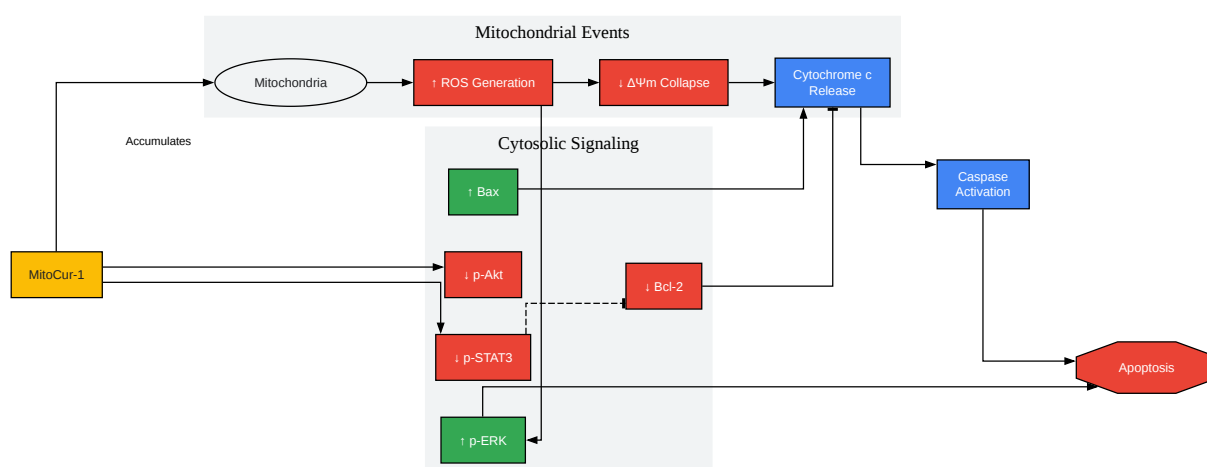 Mitochondrial Events
Mitochondria
↑ ROS Generation
↓ ΔΨm Collapse
Cytochrome c
Release
Accumulates
Cytosolic Signaling
↑ Bax
Caspase
Activation
MitoCur-1
↓ p-Akt
↓ Bcl-2
↓ p-STAT3
Apoptosis
↑ p-ERK